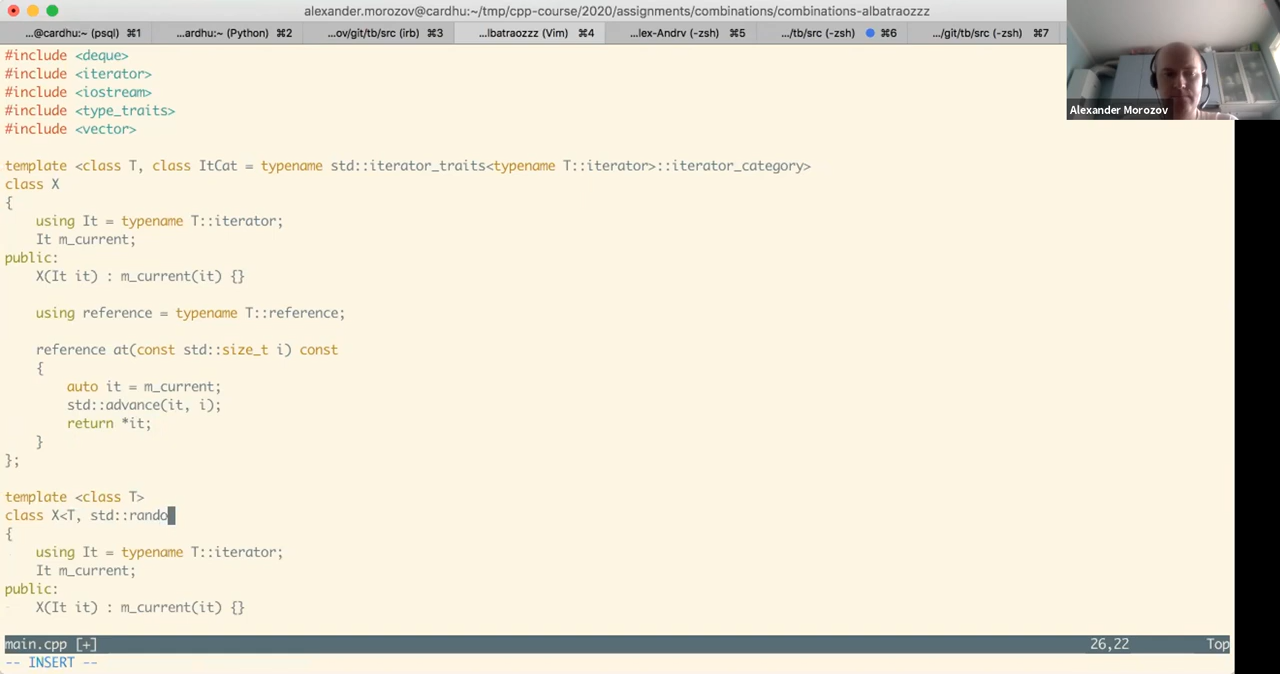 alexander.morozov@cardhu:~/tmp/cpp-course/2020/assignments/combinations/combinations-albatraozzz
...@cardhu:~ (psql) ⌘1 ...ardhu:~ (Python) ⌘2 ...ov/git/tb/src (irb) ⌘3 ...lbatraozzz (Vim) ⌘4 ...lex-Andrv (-zsh) ⌘5 .../tb/src (-zsh) ⌘6 .../git/tb/src (-zsh) ⌘7
Alexander Morozov
#include <deque>
#include <iterator>
#include <iostream>
#include <type_traits>
#include <vector>
template <class T, class ItCat = typename std::iterator_traits<typename T::iterator>::iterator_category>
class X
{
using It = typename T::iterator;
It m_current;
public:
X(It it) : m_current(it) {}
using reference = typename T::reference;
reference at(const std::size_t i) const
{
auto it = m_current;
std::advance(it, i);
return *it;
}
};
template <class T>
class X<T, std::rando
{
using It = typename T::iterator;
It m_current;
public:
X(It it) : m_current(it) {}
main.cpp [+] 26,22 Top
-- INSERT --